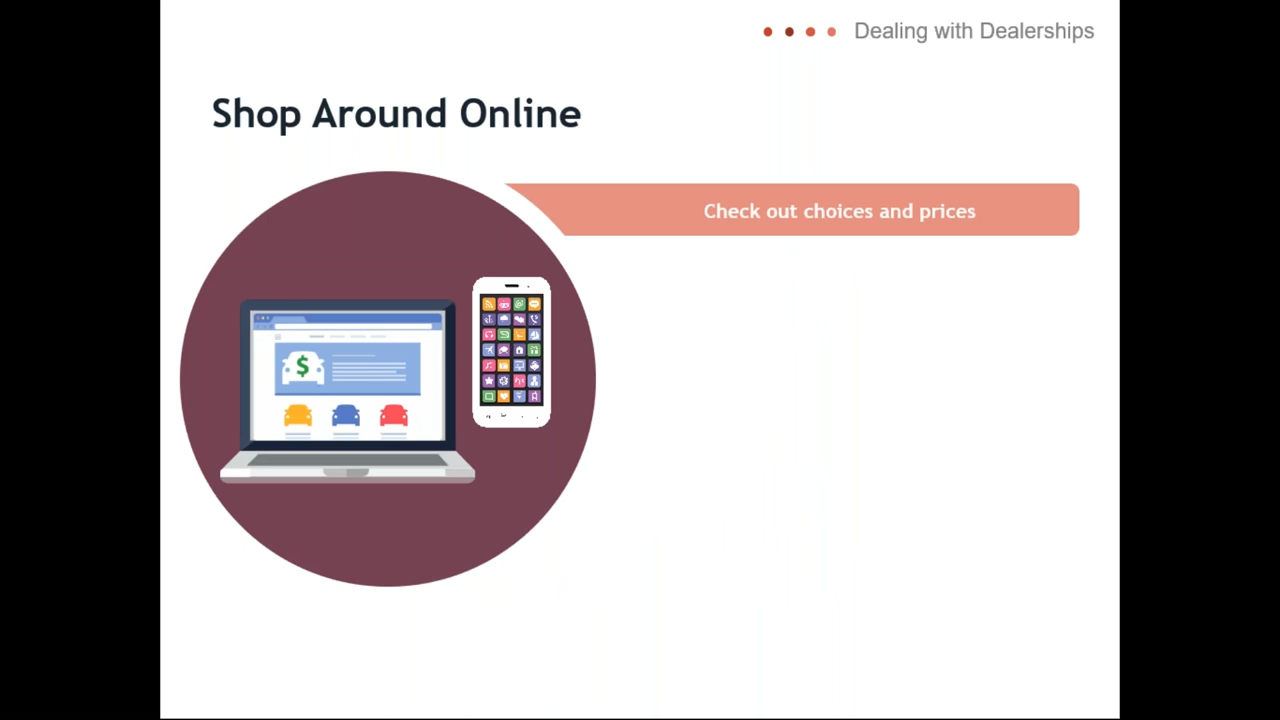 Dealing with Dealerships
Shop Around Online
Check out choices and prices
$